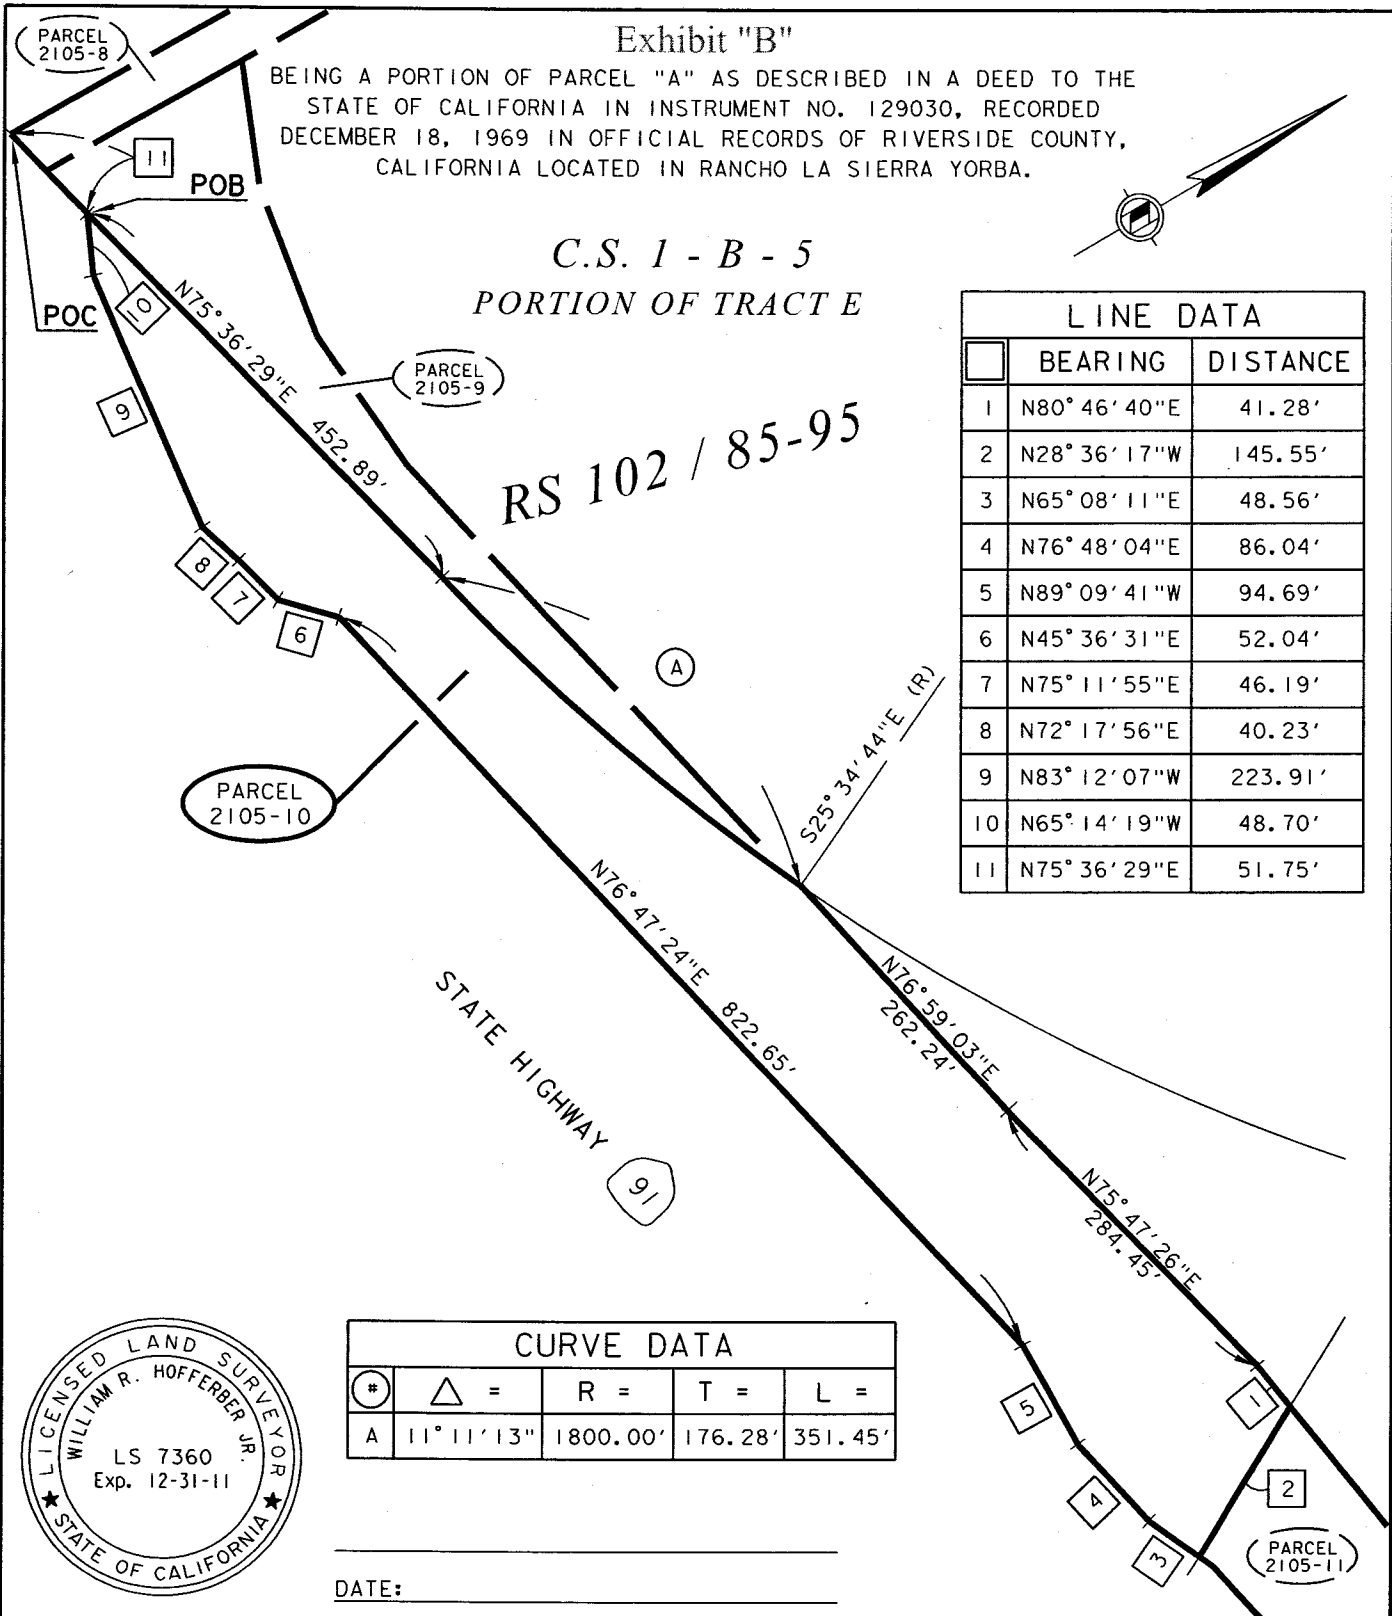 Exhibit "B"
BEING A PORTION OF PARCEL "A" AS DESCRIBED IN A DEED TO THE
STATE OF CALIFORNIA IN INSTRUMENT NO. 129030, RECORDED
DECEMBER 18, 1969 IN OFFICIAL RECORDS OF RIVERSIDE COUNTY,
CALIFORNIA LOCATED IN RANCHO LA SIERRA YORBA.
PARCEL
2105-8
11
POB
POC
10
C.S. 1 - B - 5
PORTION OF TRACT E
N75°36'29"E 452.89'
PARCEL
2105-9
9
RS 102 / 85-95
8
7
6
A
S25°34'44"E (R)
PARCEL
2105-10
LINE DATA
BEARING DISTANCE
1 N80°46'40"E 41.28'
2 N28°36'17"W 145.55'
3 N65°08'11"E 48.56'
4 N76°48'04"E 86.04'
5 N89°09'41"W 94.69'
6 N45°36'31"E 52.04'
7 N75°11'55"E 46.19'
8 N72°17'56"E 40.23'
9 N83°12'07"W 223.91'
10 N65°14'19"W 48.70'
11 N75°36'29"E 51.75'
N76°47'24"E 822.65'
STATE HIGHWAY
91
N76°59'03"E
262.24'
N75°47'26"E
284.45'
1
2
3
4
5
PARCEL
2105-11
LICENSED LAND SURVEYOR
WILLIAM R. HOFFERBER JR.
LS 7360
Exp. 12-31-11
★ STATE OF CALIFORNIA ★
CURVE DATA
# △ = R = T = L =
A 11°11'13" 1800.00' 176.28' 351.45'
DATE: